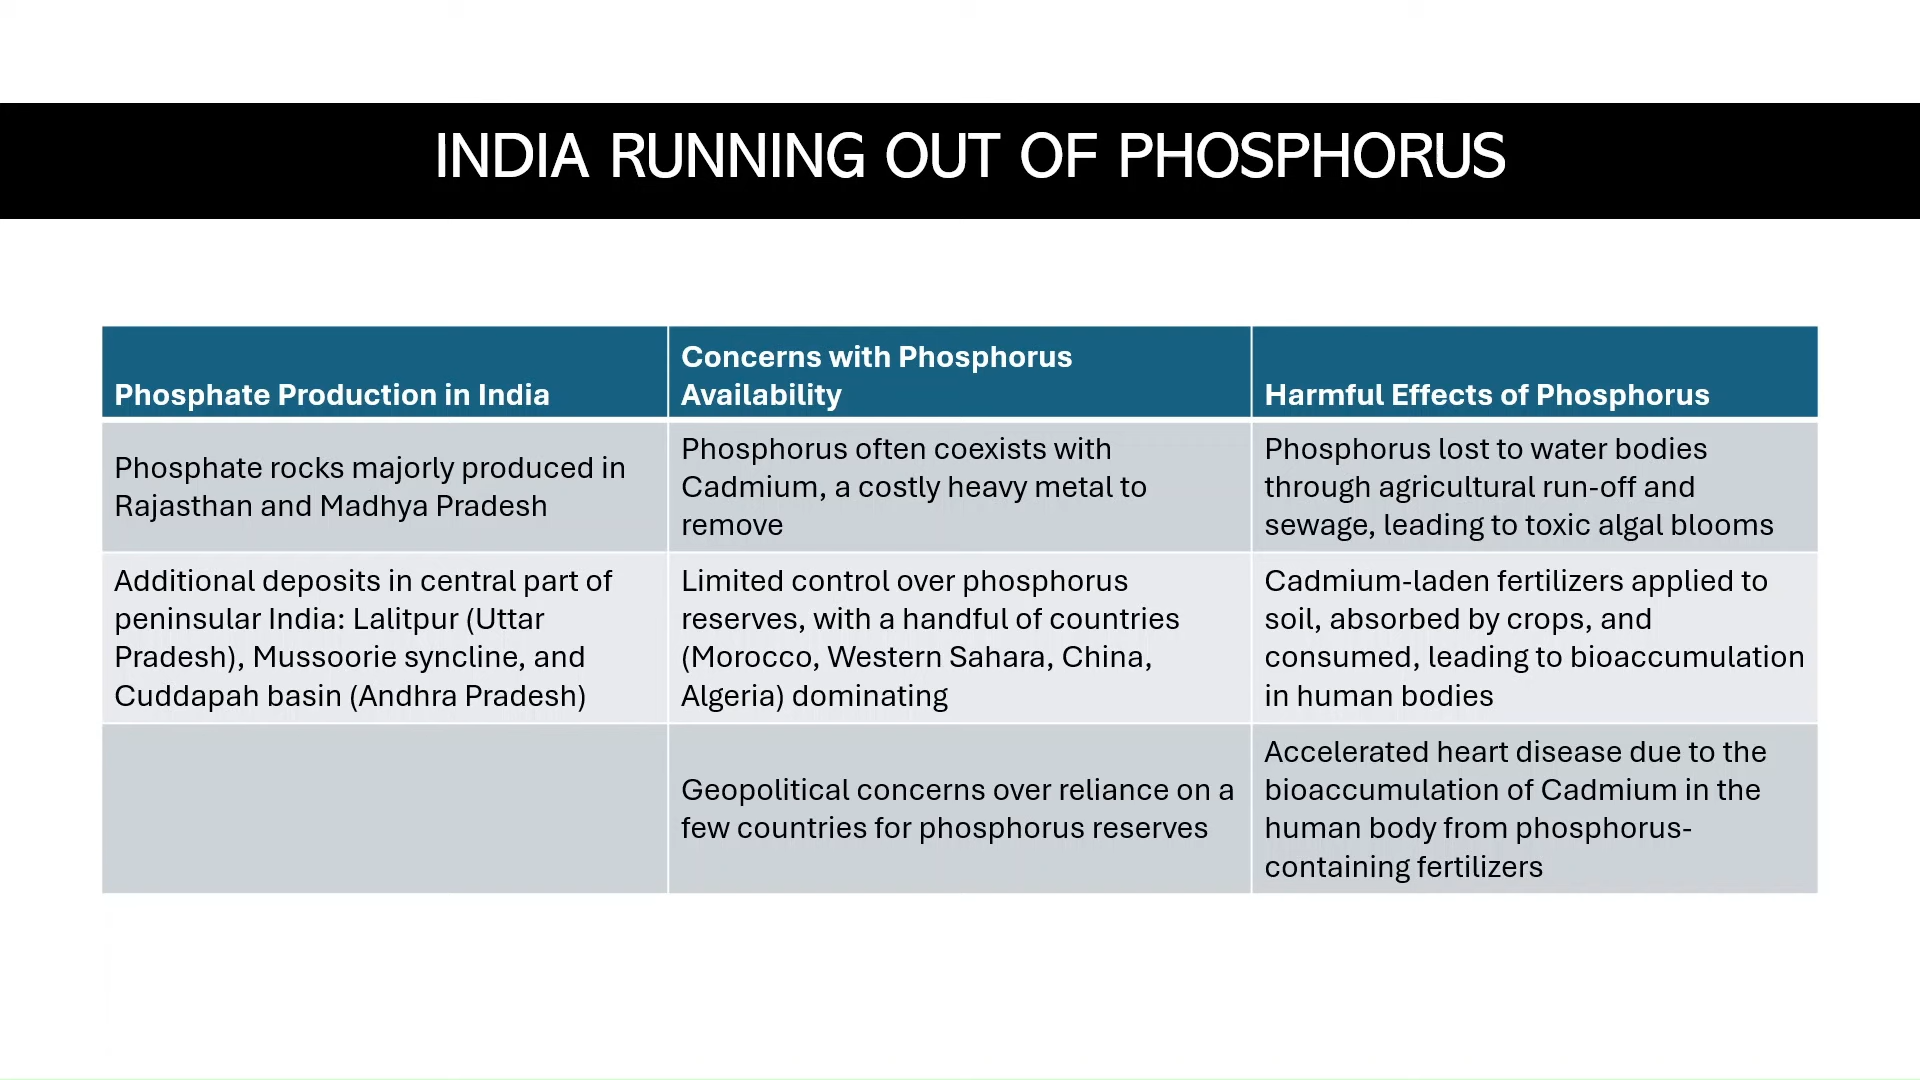 INDIA RUNNING OUT OF PHOSPHORUS
Phosphate Production in India
Concerns with Phosphorus
Availability
Harmful Effects of Phosphorus
Phosphate rocks majorly produced in
Rajasthan and Madhya Pradesh
Phosphorus often coexists with
Cadmium, a costly heavy metal to
remove
Phosphorus lost to water bodies
through agricultural run-off and
sewage, leading to toxic algal blooms
Additional deposits in central part of
peninsular India: Lalitpur (Uttar
Pradesh), Mussoorie syncline, and
Cuddapah basin (Andhra Pradesh)
Limited control over phosphorus
reserves, with a handful of countries
(Morocco, Western Sahara, China,
Algeria) dominating
Cadmium-laden fertilizers applied to
soil, absorbed by crops, and
consumed, leading to bioaccumulation
in human bodies
Geopolitical concerns over reliance on a
few countries for phosphorus reserves
Accelerated heart disease due to the
bioaccumulation of Cadmium in the
human body from phosphorus-
containing fertilizers